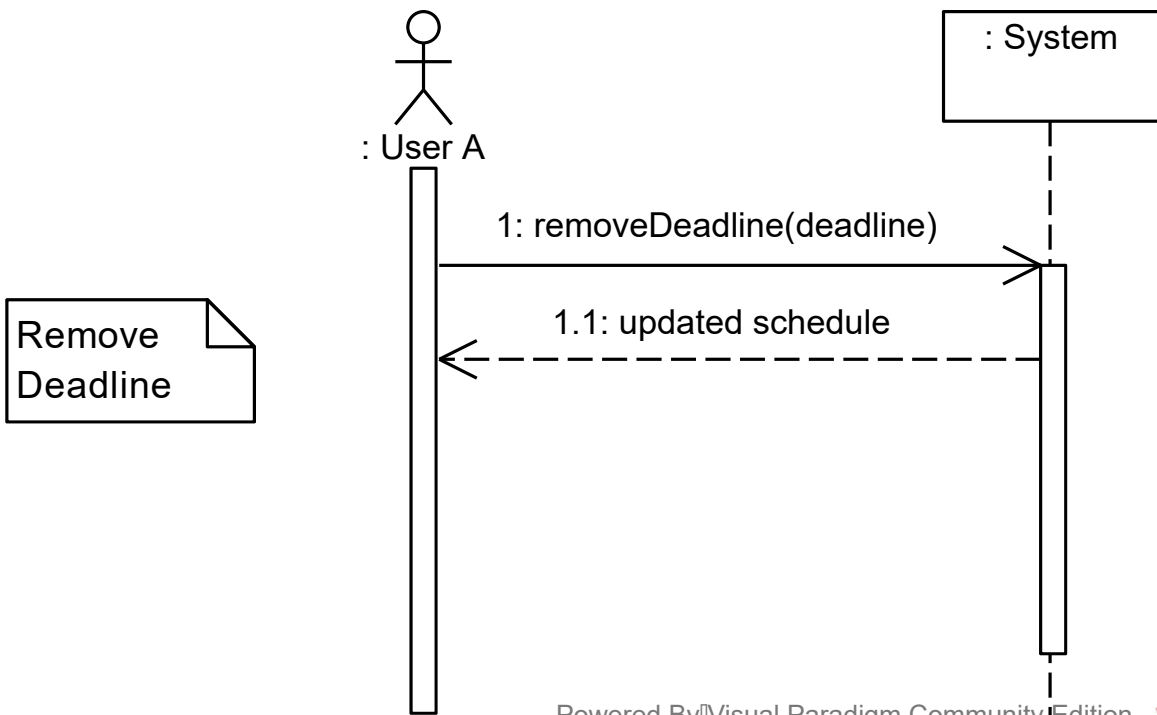 : System
: User A
1: removeDeadline(deadline)
1.1: updated schedule
Remove
Deadline
Powered By Visual Paradigm Community Edition